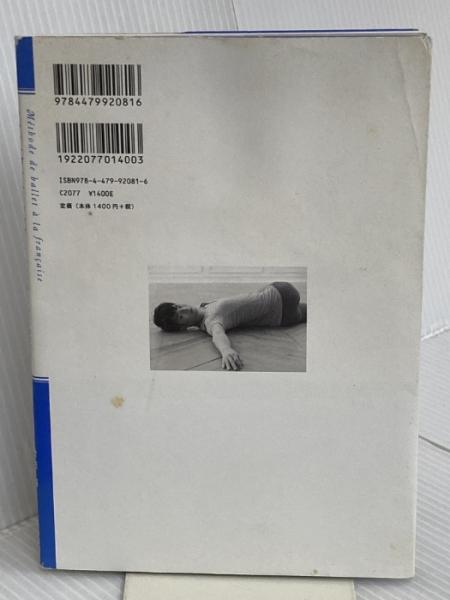 9784479920816
1922077014003
ISBN978-4-479-92081-6
C2077 ¥1400E
定価（本体1400円+税）
Méthode de ballet à la française